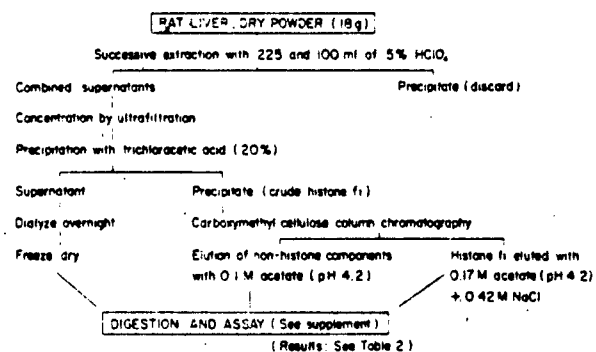 RAT LIVER, DRY POWDER (18g)
Successive extraction with 225 and 100 ml of 5% HClO₄
Combined supernatants Precipitate (discard)
Concentration by ultrafiltration
Precipitation with trichloracetic acid (20%)
Supernatant Precipitate (crude histone f1)
Dialyze overnight Carboxymethyl cellulose column chromatography
Freeze dry Elution of non-histone components Histone f1 eluted with
with 0.1 M acetate (pH 4.2) 0.17 M acetate (pH 4.2)
+ 0.42 M NaCl
DIGESTION AND ASSAY (See supplement)
(Results: See Table 2)